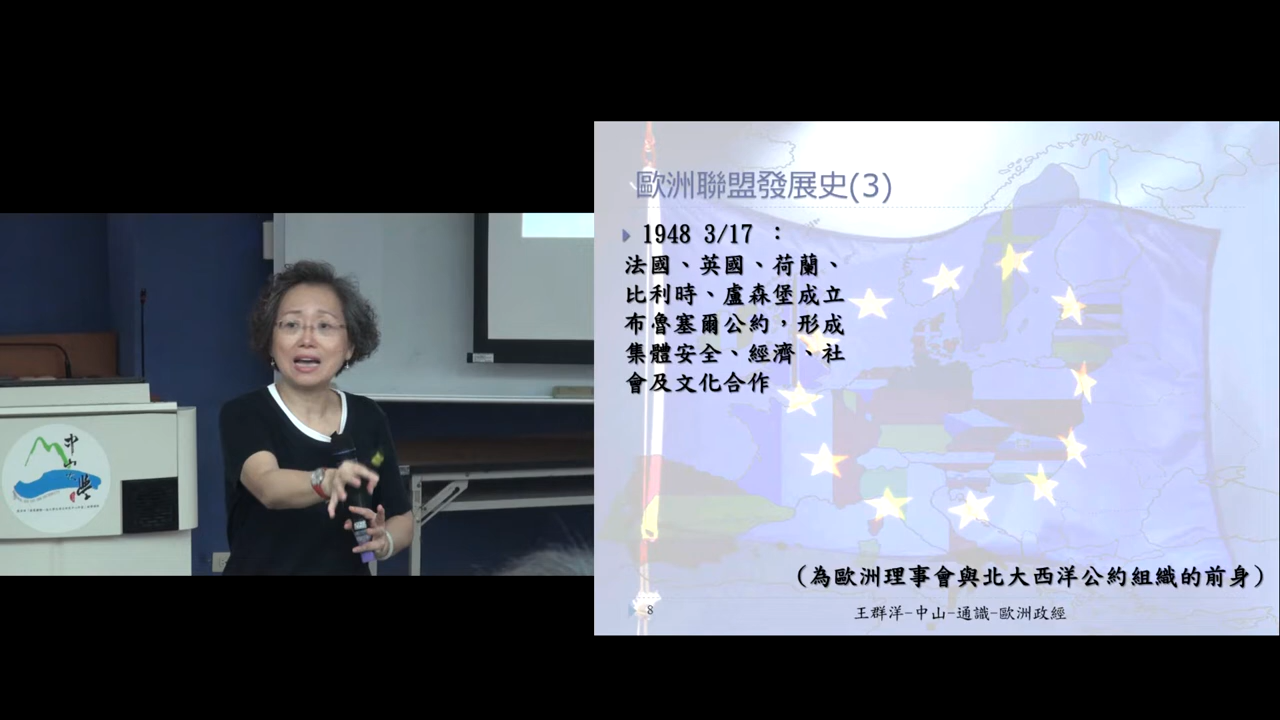 歐洲聯盟發展史(3)
1948 3/17 ：
法國、英國、荷蘭、
比利時、盧森堡成立
布魯塞爾公約，形成
集體安全、經濟、社
會及文化合作
(為歐洲理事會與北大西洋公約組織的前身)
8
王群洋-中山-通識-歐洲政經
中山